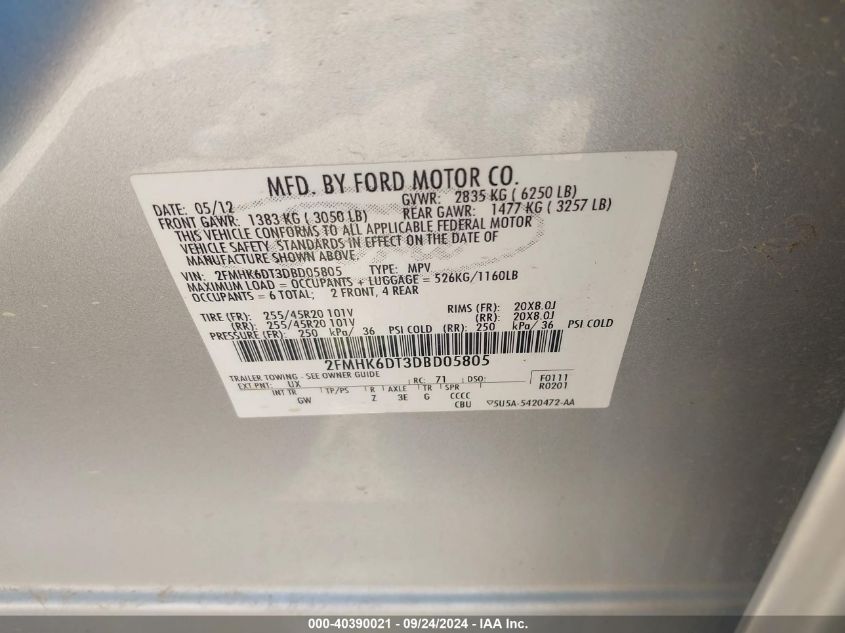 MFD. BY FORD MOTOR CO.
DATE: 05/12 GVWR: 2835 KG ( 6250 LB)
FRONT GAWR: 1383 KG ( 3050 LB) REAR GAWR: 1477 KG ( 3257 LB)
THIS VEHICLE CONFORMS TO ALL APPLICABLE FEDERAL MOTOR
VEHICLE SAFETY STANDARDS IN EFFECT ON THE DATE OF
MANUFACTURE SHOWN ABOVE.
VIN: 2FMHK6DT3DBD05805 TYPE: MPV
MAXIMUM LOAD = OCCUPANTS + LUGGAGE = 526KG/1160LB
OCCUPANTS = 6 TOTAL; 2 FRONT, 4 REAR
TIRE (FR): 255/45R20 101V RIMS (FR): 20X8.0J
(RR): 255/45R20 101V (RR): 20X8.0J
PRESSURE (FR): 250 kPa/ 36 PSI COLD (RR): 250 kPa/ 36 PSI COLD
2FMHK6DT3DBD05805
TRAILER TOWING - SEE OWNER GUIDE
EXT PNT: UX RC: 71 DSO: F0111
R0201
INT TR TP/PS R AXLE TR SPR
GW Z 3E G CCCC
CBU 5U5A-5420472-AA
000-40390021 - 09/24/2024 - IAA Inc.